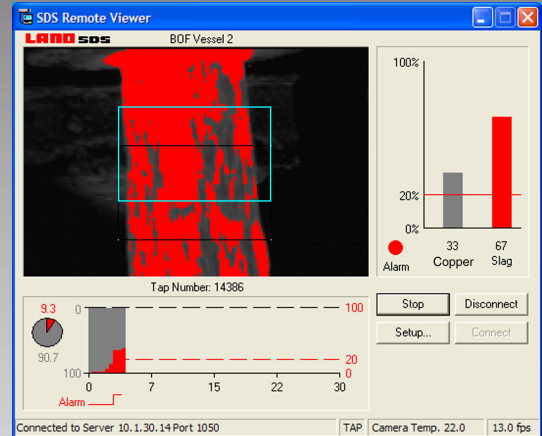 SDS Remote Viewer
LAND SDS
BOF Vessel 2
100%
20%
0%
33
67
Alarm
Copper
Slag
Tap Number: 14386
9.3
90.7
0
100
100
20
0
0
7
15
22
30
Alarm
Stop
Disconnect
Setup...
Connect
Connected to Server 10.1.30.14 Port 1050
TAP
Camera Temp. 22.0
13.0 fps